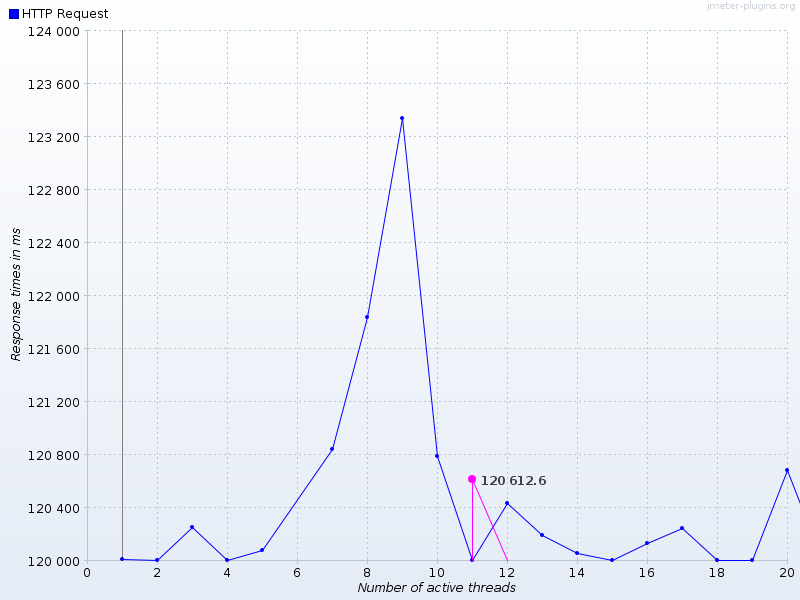 jmeter-plugins.org
HTTP Request
124 000
123 600
123 200
122 800
122 400
122 000
121 600
121 200
120 800
120 400
120 000
Response times in ms
120 612.6
0 2 4 6 8 10 12 14 16 18 20
Number of active threads